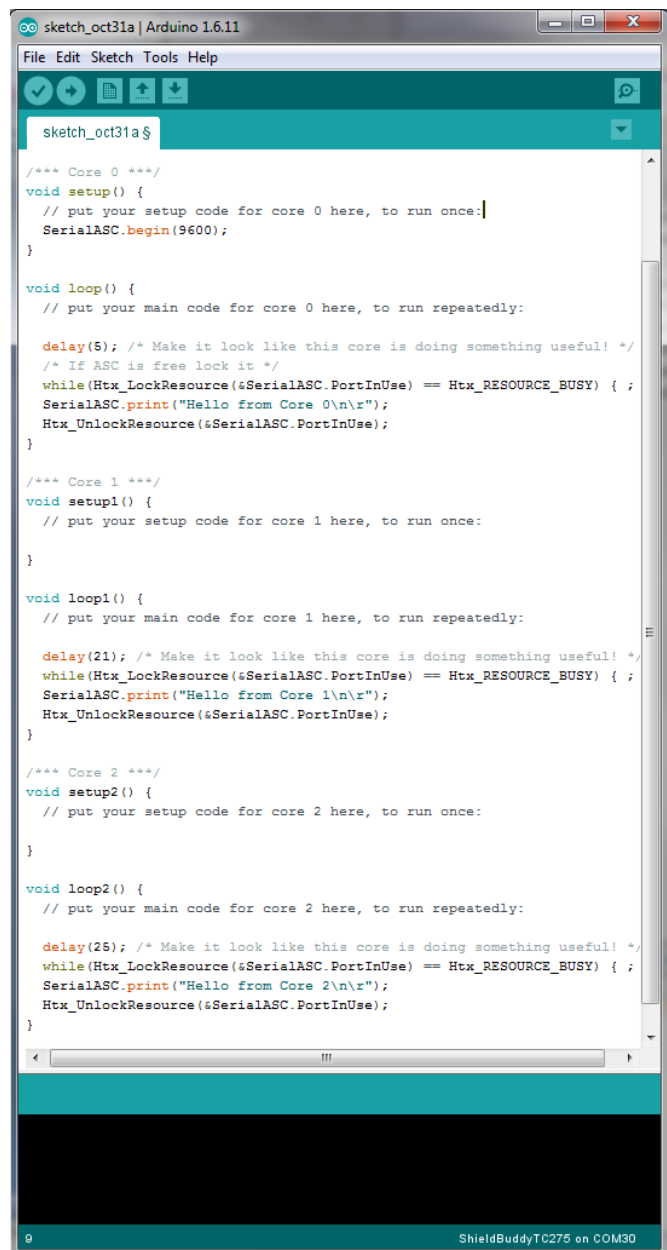 sketch_oct31a | Arduino 1.6.11
File Edit Sketch Tools Help
sketch_oct31a §
/*** Core 0 ***/
void setup() {
  // put your setup code for core 0 here, to run once:
  SerialASC.begin(9600);
}

void loop() {
  // put your main code for core 0 here, to run repeatedly:

  delay(5); /* Make it look like this core is doing something useful! */
  /* If ASC is free lock it */
  while(Htx_LockResource(&SerialASC.PortInUse) == Htx_RESOURCE_BUSY) { ;
  SerialASC.print("Hello from Core 0\n\r");
  Htx_UnlockResource(&SerialASC.PortInUse);
}

/*** Core 1 ***/
void setup1() {
  // put your setup code for core 1 here, to run once:

}

void loop1() {
  // put your main code for core 1 here, to run repeatedly:

  delay(21); /* Make it look like this core is doing something useful! */
  while(Htx_LockResource(&SerialASC.PortInUse) == Htx_RESOURCE_BUSY) { ;
  SerialASC.print("Hello from Core 1\n\r");
  Htx_UnlockResource(&SerialASC.PortInUse);
}

/*** Core 2 ***/
void setup2() {
  // put your setup code for core 2 here, to run once:

}

void loop2() {
  // put your main code for core 2 here, to run repeatedly:

  delay(25); /* Make it look like this core is doing something useful! */
  while(Htx_LockResource(&SerialASC.PortInUse) == Htx_RESOURCE_BUSY) { ;
  SerialASC.print("Hello from Core 2\n\r");
  Htx_UnlockResource(&SerialASC.PortInUse);
}
9 ShieldBuddyTC275 on COM30